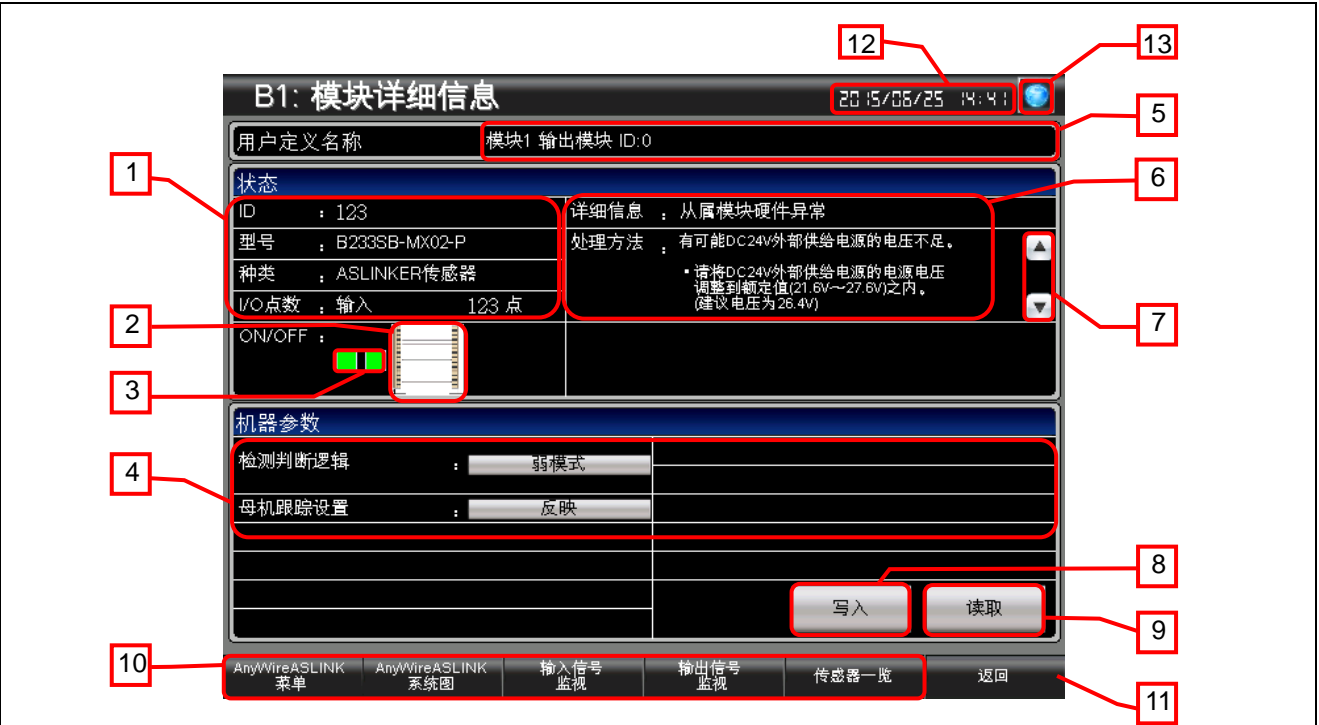 12
13
B1: 模块详细信息
2015/06/25 14:41
5
用户定义名称
模块1 输出模块 ID:0
1
6
状态
ID : 123
详细信息 : 从属模块硬件异常
型号 : B233SB-MX02-P
处理方法 : 有可能DC24V外部供给电源的电压不足。
种类 : ASLINKER传感器
▪请将DC24V外部供给电源的电源电压
调整到额定值(21.6V～27.6V)之内。
(建议电压为26.4V)
I/O点数 : 输入 123 点
2
7
ON/OFF :
3
机器参数
4
检测判断逻辑 : 弱模式
母机跟踪设置 : 反映
8
写入
读取
9
10
AnyWireASLINK
菜单
AnyWireASLINK
系统图
输入信号
监视
输出信号
监视
传感器一览
返回
11